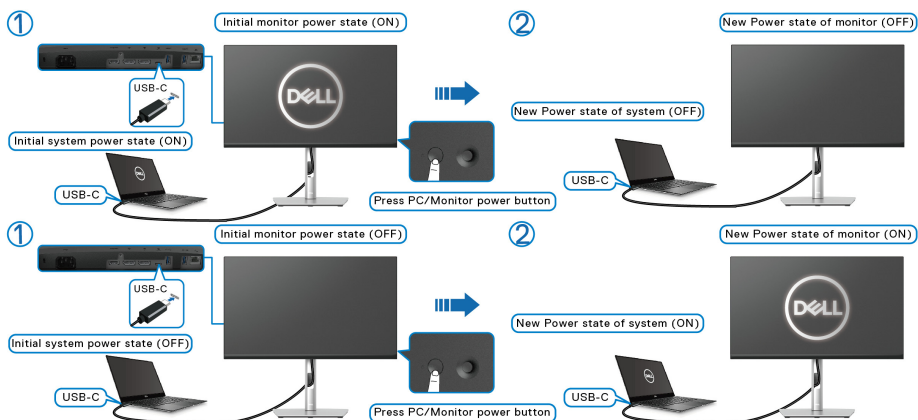 1
Initial monitor power state (ON)
2
New Power state of monitor (OFF)
USB-C
DELL
New Power state of system (OFF)
Initial system power state (ON)
DELL
USB-C
USB-C
Press PC/Monitor power button
1
Initial monitor power state (OFF)
2
New Power state of monitor (ON)
USB-C
DELL
New Power state of system (ON)
Initial system power state (OFF)
DELL
USB-C
USB-C
Press PC/Monitor power button